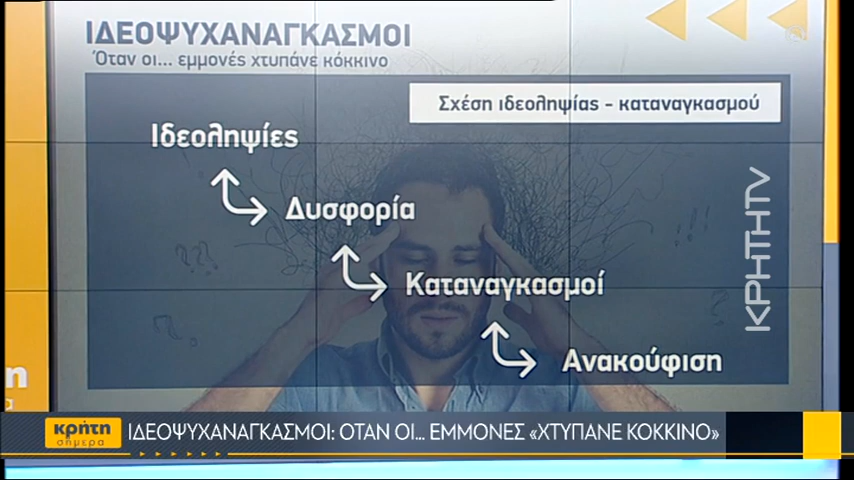 ΙΔΕΟΨΥΧΑΝΑΓΚΑΣΜΟΙ
Όταν οι... εμμονές χτυπάνε κόκκινο
Σχέση ιδεοληψίας - καταναγκασμού
Ιδεοληψίες
Δυσφορία
Καταναγκασμοί
Ανακούφιση
ΚΡΗΤΗTV
κρήτη
σήμερα
ΙΔΕΟΨΥΧΑΝΑΓΚΑΣΜΟΙ: ΟΤΑΝ ΟΙ... ΕΜΜΟΝΕΣ «ΧΤΥΠΑΝΕ ΚΟΚΚΙΝΟ»